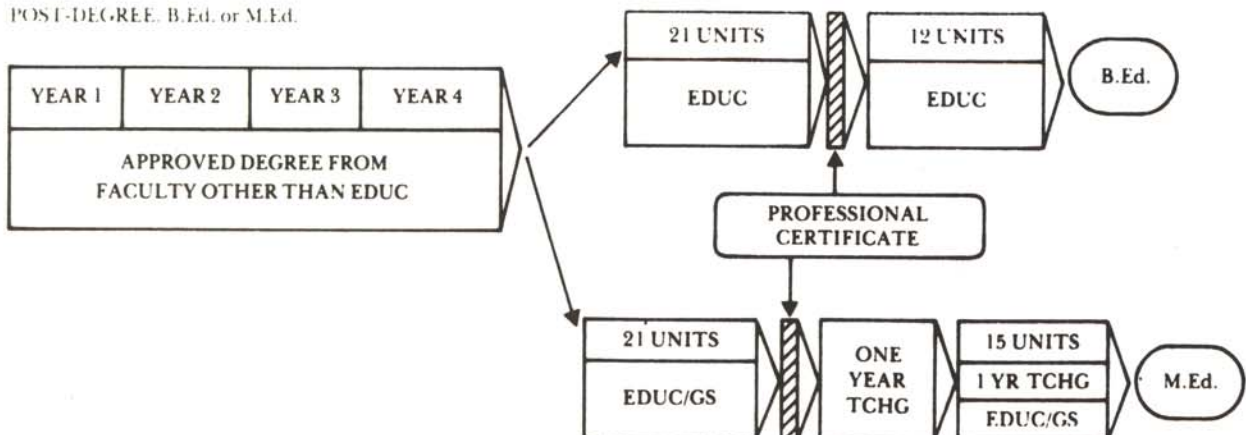 POST-DEGREE. B.Ed. or M.Ed.
YEAR 1 YEAR 2 YEAR 3 YEAR 4
APPROVED DEGREE FROM
FACULTY OTHER THAN EDUC
21 UNITS
EDUC
12 UNITS
EDUC
B.Ed.
PROFESSIONAL
CERTIFICATE
21 UNITS
EDUC/GS
ONE
YEAR
TCHG
15 UNITS
1 YR TCHG
EDUC/GS
M.Ed.